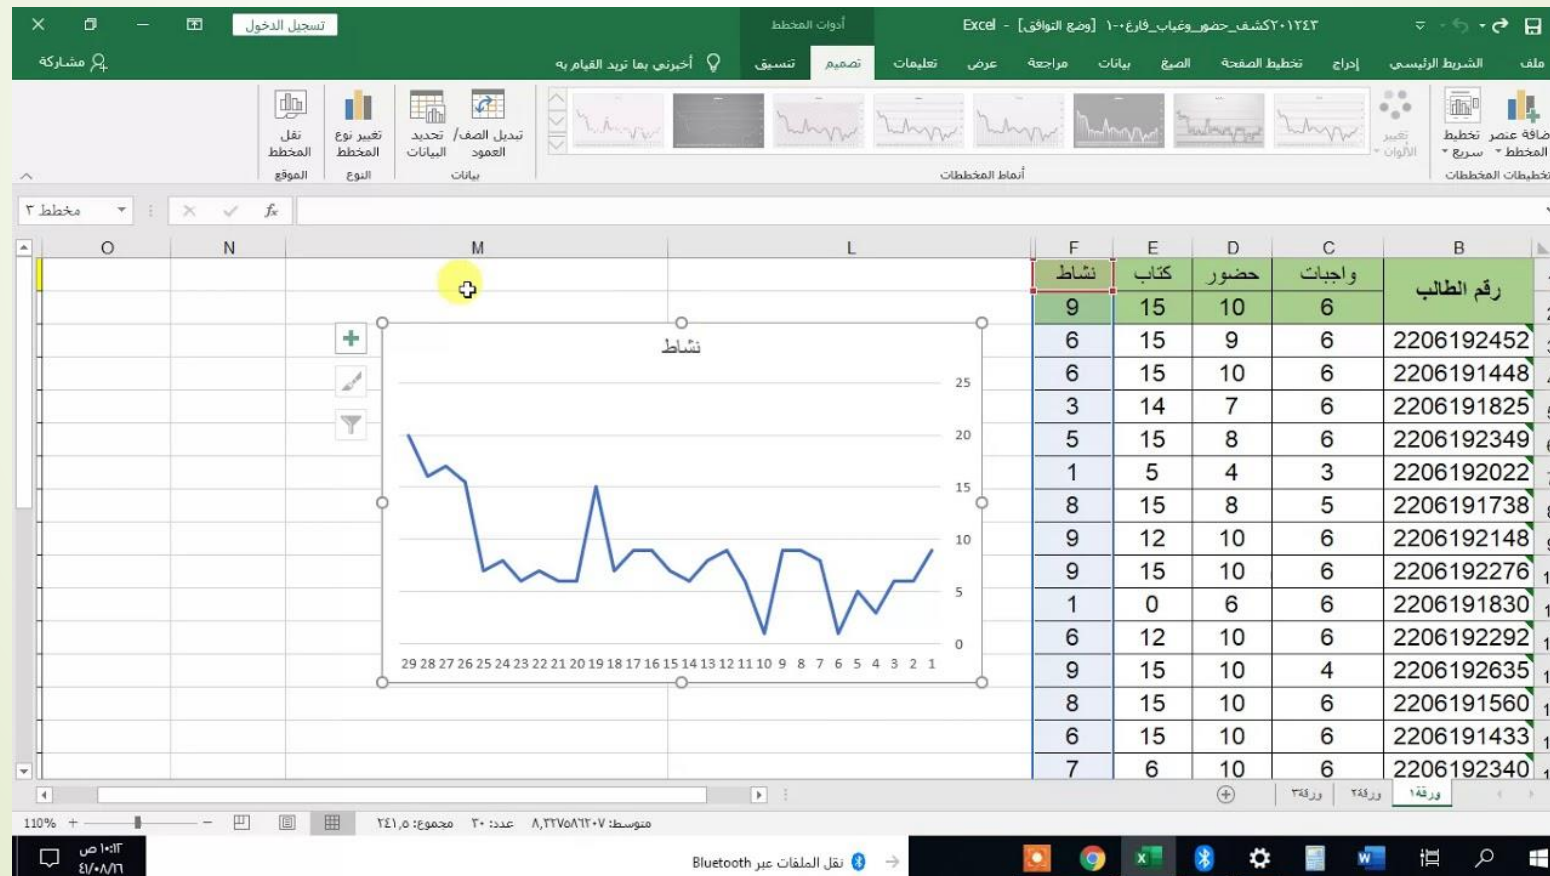 ٢٠١٢٤٣كشف_حضور_وغياب_فارغ-١٠ [وضع التوافق] - Excel
أدوات المخطط
تسجيل الدخول
ملف الشريط الرئيسي إدراج تخطيط الصفحة الصيغ بيانات مراجعة عرض تعليمات تصميم تنسيق أخبرني بما تريد القيام به مشاركة
تخطيط سريع
تغيير الألوان
تبديل الصف/ العمود
تحديد البيانات
تغيير نوع المخطط
نقل المخطط
تخطيطات المخططات أنماط المخططات بيانات النوع الموقع
مخطط ٣
fx
B C D E F L M N O
رقم الطالب واجبات حضور كتاب نشاط
6 10 15 9
2206192452 6 9 15 6
2206191448 6 10 15 6
2206191825 6 7 14 3
2206192349 6 8 15 5
2206192022 3 4 5 1
2206191738 5 8 15 8
2206192148 6 10 12 9
2206192276 6 10 15 9
2206191830 6 6 0 1
2206192292 6 10 12 6
2206192635 4 10 15 9
2206191560 6 10 15 8
2206191433 6 10 15 6
2206192340 6 10 6 7
نشاط
25
20
15
10
5
0
1 2 3 4 5 6 7 8 9 10 11 12 13 14 15 16 17 18 19 20 21 22 23 24 25 26 27 28 29
ورقة١ ورقة٢ ورقة٣
متوسط: ٨,٣٢٧٥٨٦٢٠٧ عدد: ٣٠ مجموع: ٢٤١,٥
110%
نقل الملفات عبر Bluetooth
١٠:١٢ ص
٤١/٠٨/١٦